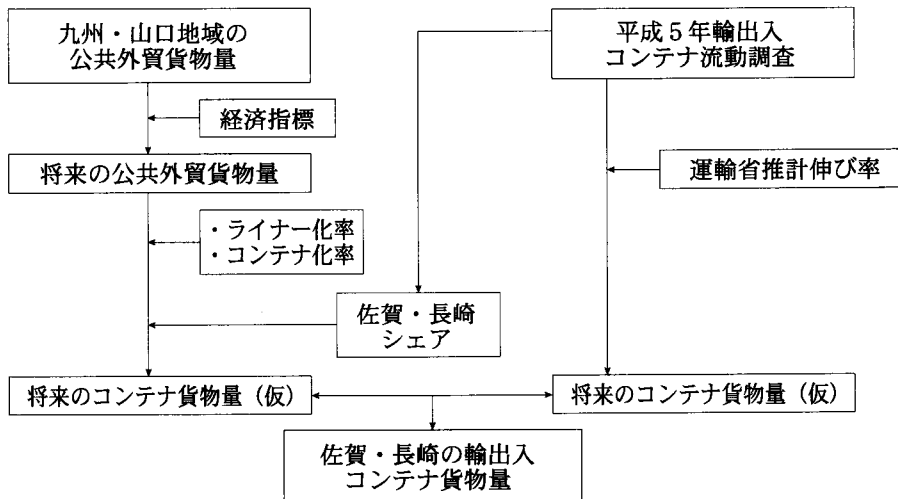 九州・山口地域の
公共外貿貨物量
平成５年輸出入
コンテナ流動調査
経済指標
将来の公共外貿貨物量
運輸省推計伸び率
・ライナー化率
・コンテナ化率
佐賀・長崎
シェア
将来のコンテナ貨物量（仮）
将来のコンテナ貨物量（仮）
佐賀・長崎の輸出入
コンテナ貨物量